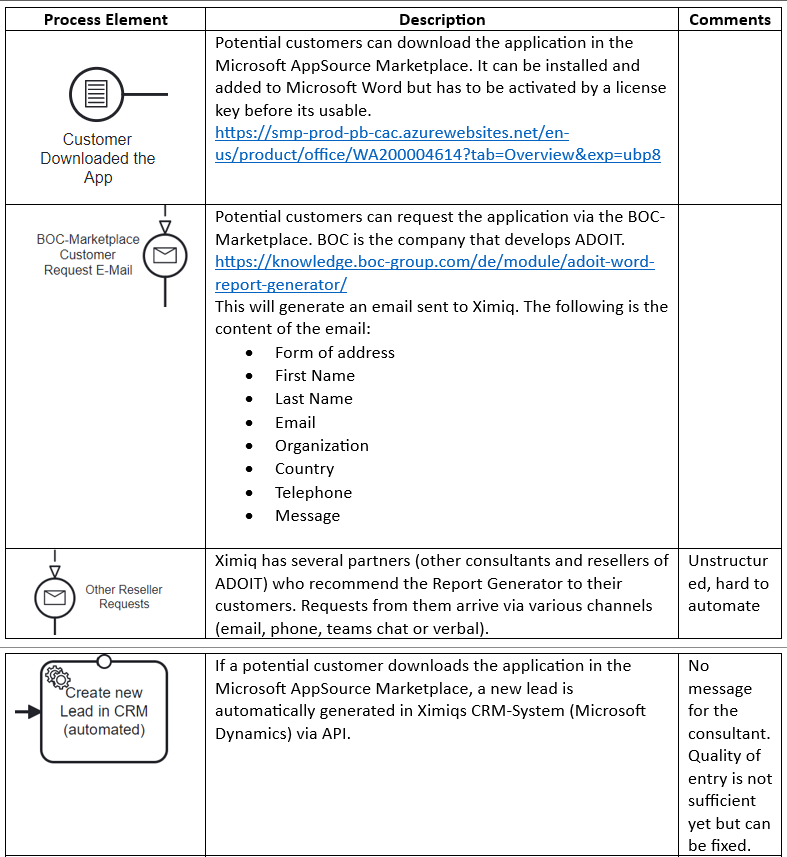 Process Element
Description
Comments
Customer
Downloaded the
App
Potential customers can download the application in the
Microsoft AppSource Marketplace. It can be installed and
added to Microsoft Word but has to be activated by a license
key before its usable.
https://smp-prod-pb-cac.azurewebsites.net/en-
us/product/office/WA200004614?tab=Overview&exp=ubp8
BOC-Marketplace
Customer
Request E-Mail
Potential customers can request the application via the BOC-
Marketplace. BOC is the company that develops ADOIT.
https://knowledge.boc-group.com/de/module/adoit-word-
report-generator/
This will generate an email sent to Ximiq. The following is the
content of the email:
• Form of address
• First Name
• Last Name
• Email
• Organization
• Country
• Telephone
• Message
Other Reseller
Requests
Ximiq has several partners (other consultants and resellers of
ADOIT) who recommend the Report Generator to their
customers. Requests from them arrive via various channels
(email, phone, teams chat or verbal).
Unstructur
ed, hard to
automate
Create new
Lead in CRM
(automated)
If a potential customer downloads the application in the
Microsoft AppSource Marketplace, a new lead is
automatically generated in Ximiqs CRM-System (Microsoft
Dynamics) via API.
No
message
for the
consultant.
Quality of
entry is not
sufficient
yet but can
be fixed.